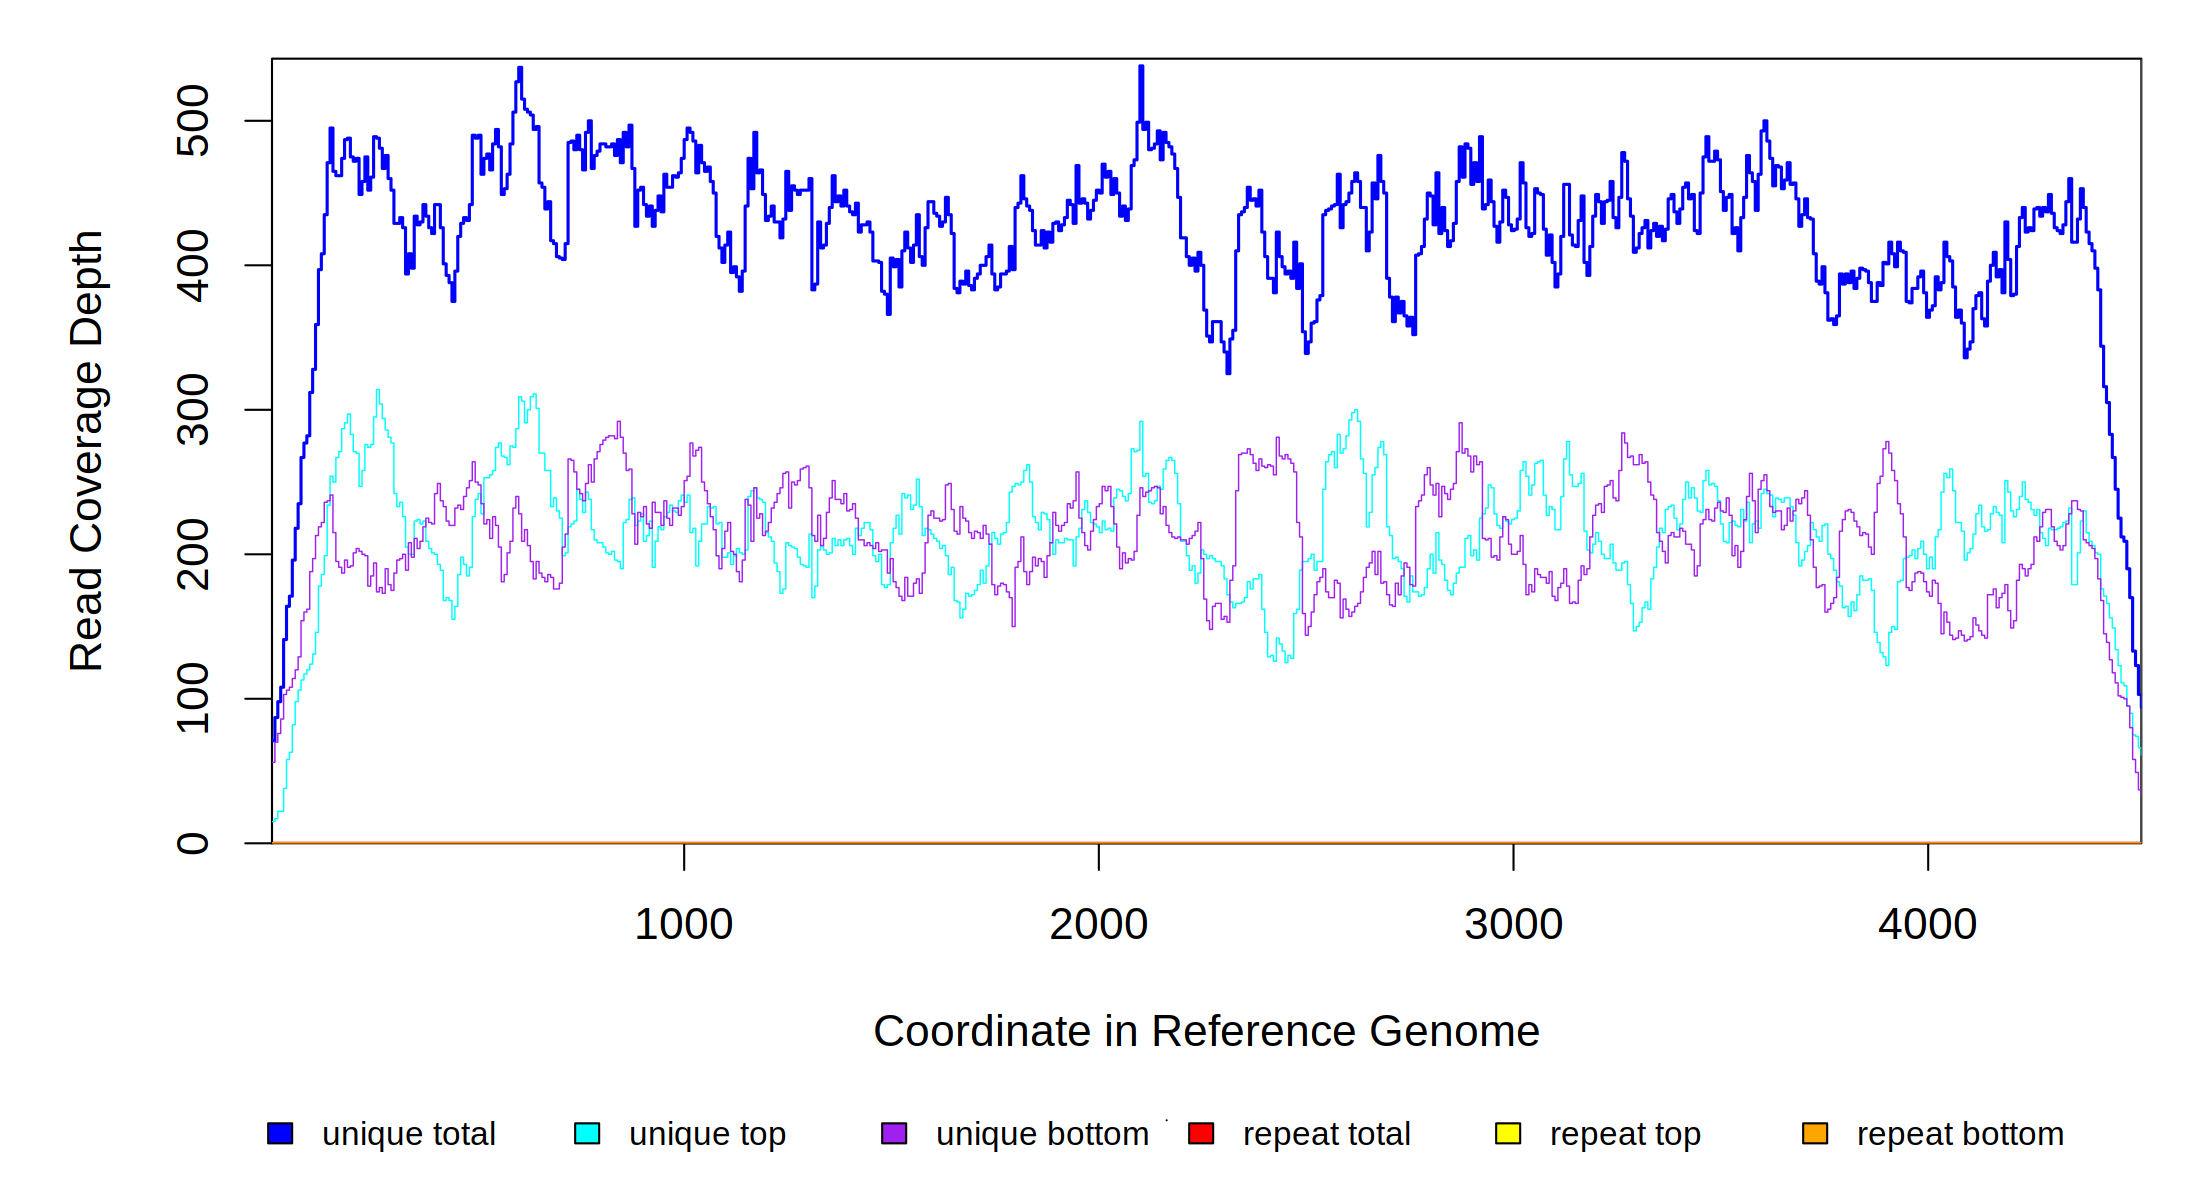 Read Coverage Depth
500
400
300
200
100
0
1000 2000 3000 4000
Coordinate in Reference Genome
unique total unique top unique bottom repeat total repeat top repeat bottom